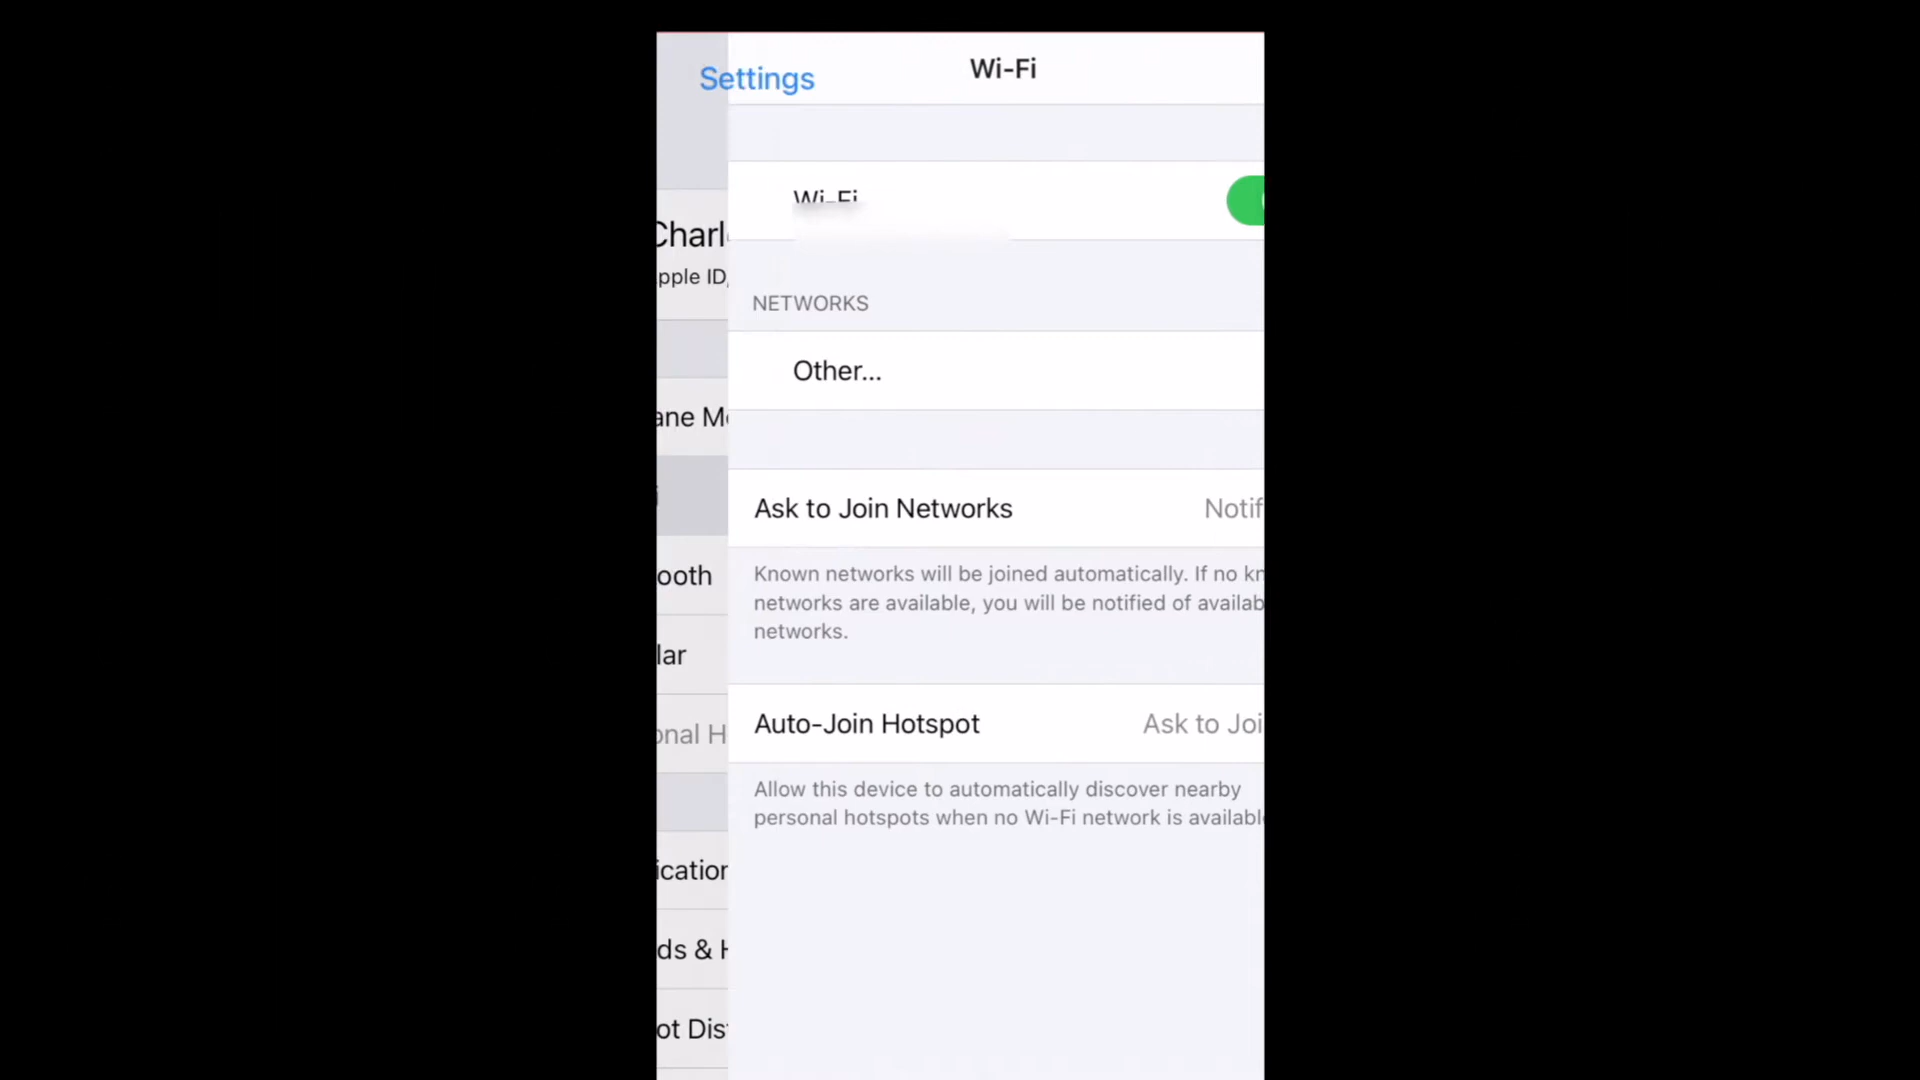 Settings
Wi-Fi
Charl
pple ID,
Wi-Fi
NETWORKS
Other...
ane M
Ask to Join Networks
Notif
ooth
Known networks will be joined automatically. If no kn
networks are available, you will be notified of availab
networks.
lar
onal H
Auto-Join Hotspot
Ask to Joi
Allow this device to automatically discover nearby
personal hotspots when no Wi-Fi network is availabl
ication
ds & H
ot Dis